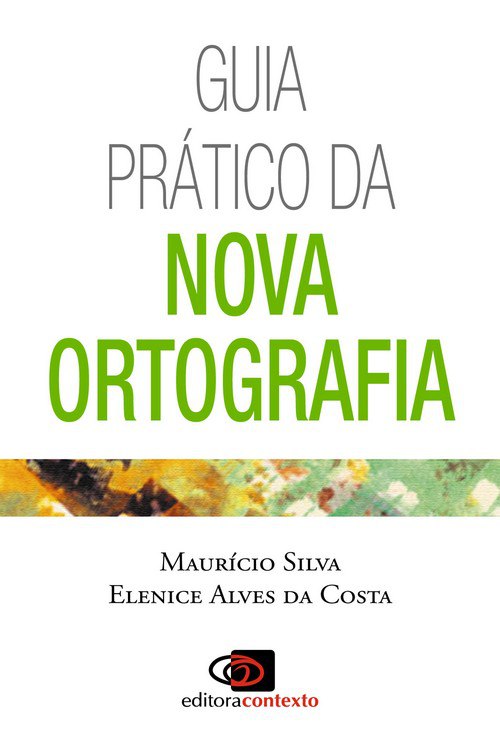 GUIA
PRÁTICO DA
NOVA
ORTOGRAFIA
MAURÍCIO SILVA
ELENICE ALVES DA COSTA
editoracontexto